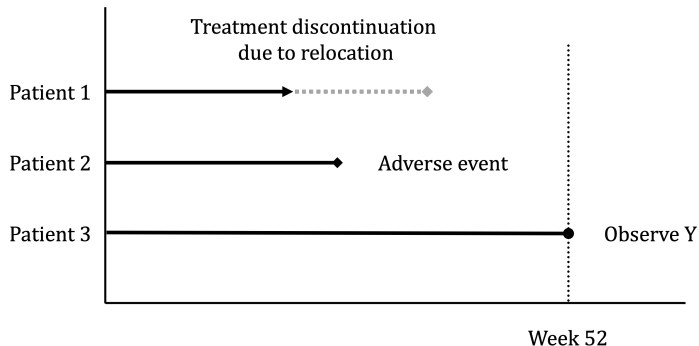 Treatment discontinuation
due to relocation
Patient 1
Patient 2
Adverse event
Patient 3
Observe Y
Week 52